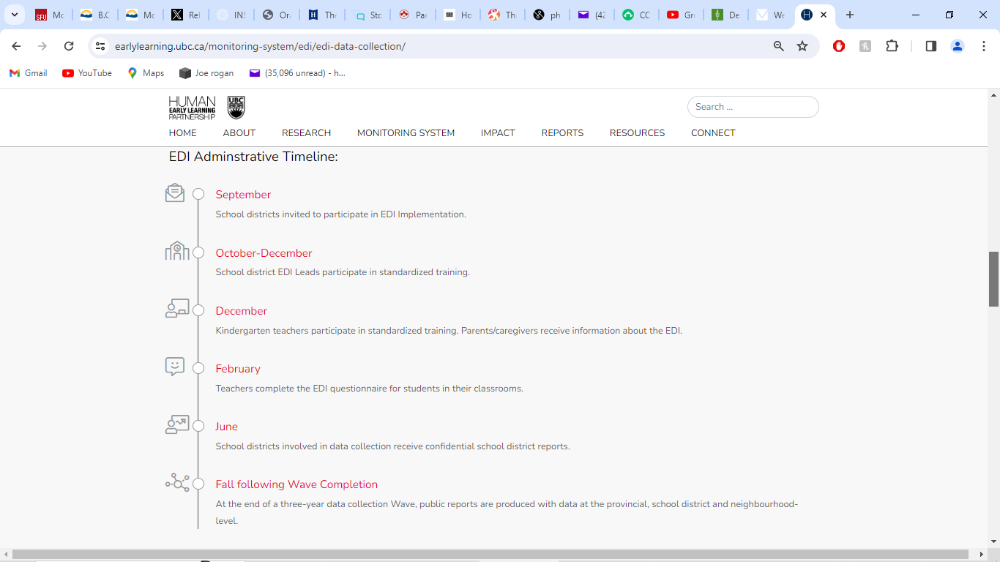 SFU
Mc
B.C
Mc
Rel
INS
Ora
The
Sto
Par
Ho
The
ph
(42
CC
Gre
De
We
earlylearning.ubc.ca/monitoring-system/edi/edi-data-collection/
Gmail
YouTube
Maps
Joe rogan
(35,096 unread) - h...
HUMAN
EARLY LEARNING
PARTNERSHIP
UBC
Search ...
HOME
ABOUT
RESEARCH
MONITORING SYSTEM
IMPACT
REPORTS
RESOURCES
CONNECT
EDI Adminstrative Timeline:
September
School districts invited to participate in EDI Implementation.
October-December
School district EDI Leads participate in standardized training.
December
Kindergarten teachers participate in standardized training. Parents/caregivers receive information about the EDI.
February
Teachers complete the EDI questionnaire for students in their classrooms.
June
School districts involved in data collection receive confidential school district reports.
Fall following Wave Completion
At the end of a three-year data collection Wave, public reports are produced with data at the provincial, school district and neighbourhood-
level.